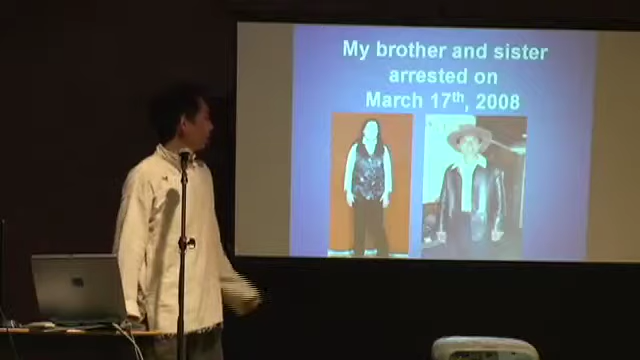 My brother and sister
arrested on
March 17th, 2008